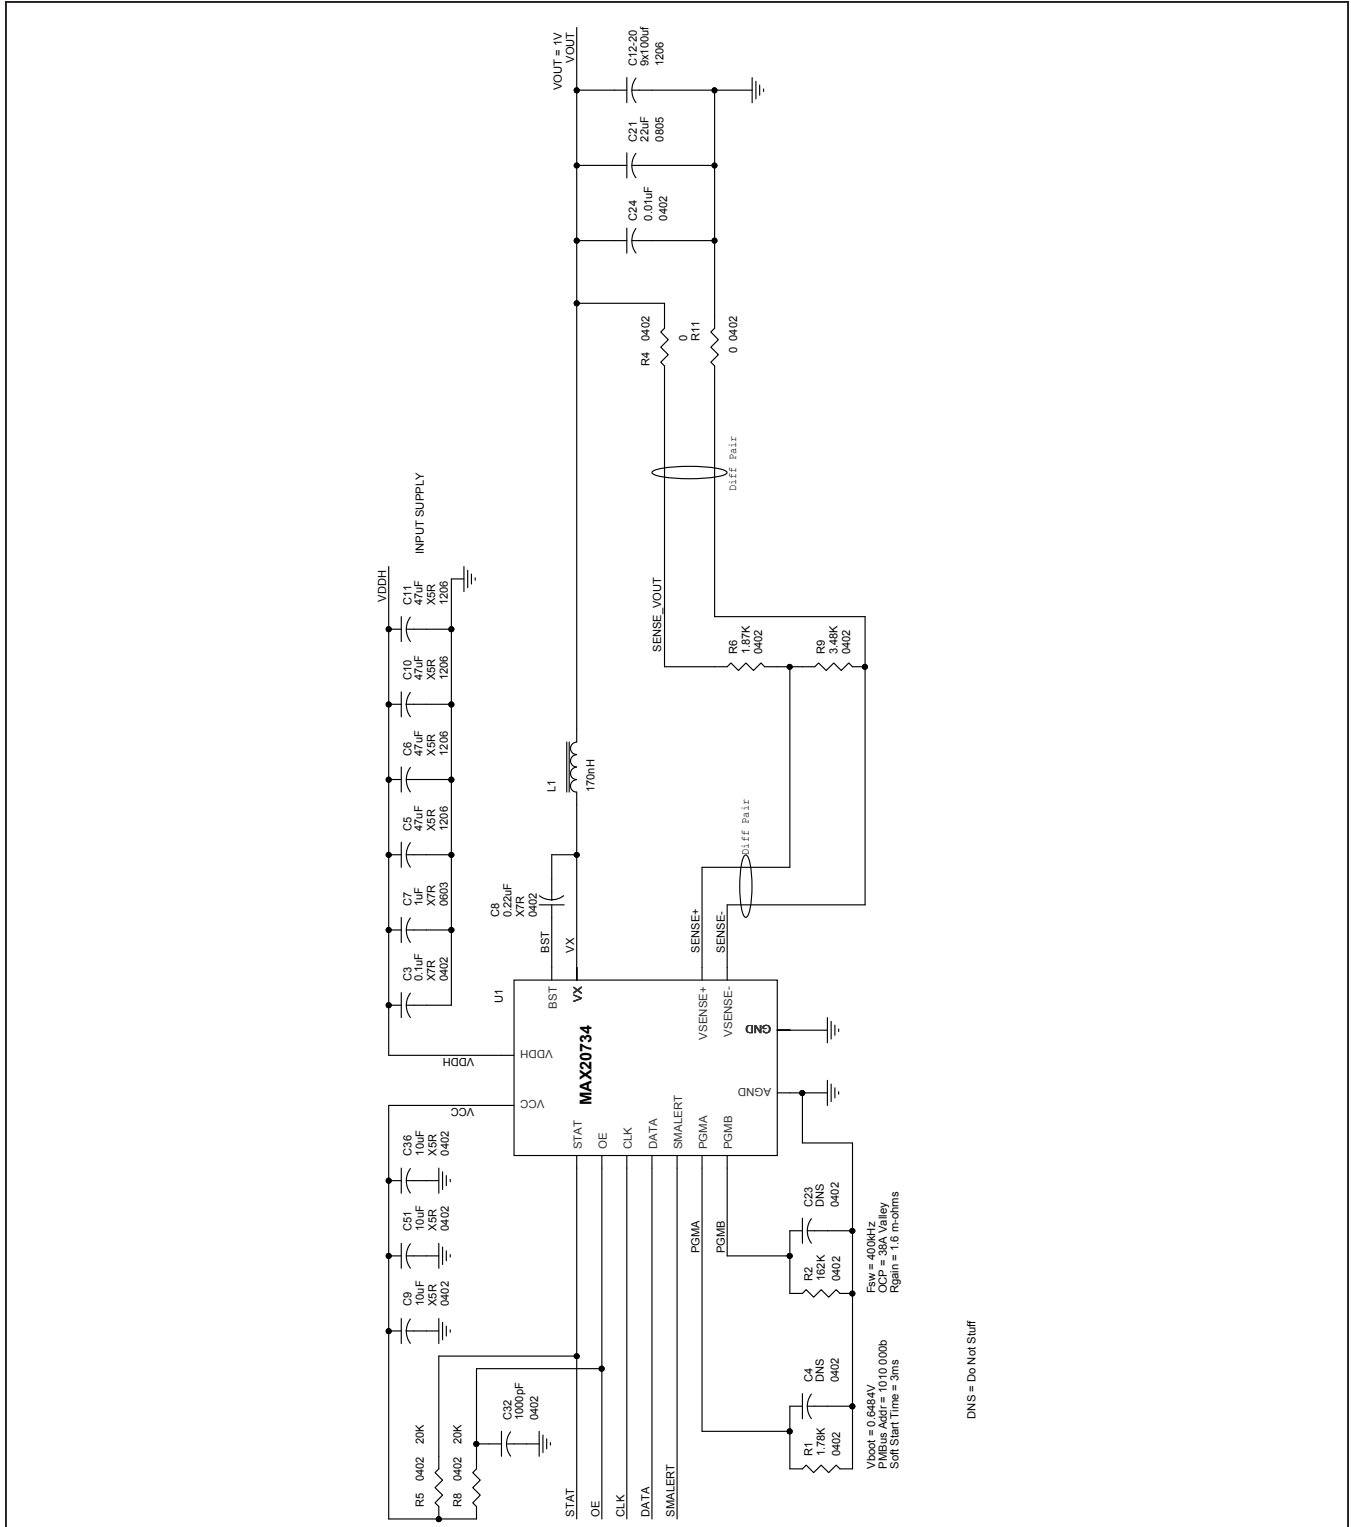 VOUT = 1V
VOUT
C12-20
9x100uf
1206
C21
22uF
0805
C24
0.01uF
0402
R4 0402
0
R11
0 0402
Diff Pair
INPUT SUPPLY
VDDH
C11
47uF
X5R
1206
C10
47uF
X5R
1206
C6
47uF
X5R
1206
C5
47uF
X5R
1206
C7
1uF
X7R
0603
C3
0.1uF
X7R
0402
SENSE_VOUT
R6
1.87K
0402
R9
3.48K
0402
L1
170nH
Diff Pair
C8
0.22uF
X7R
0402
BST
VX
SENSE+
SENSE-
U1
BST
VX
VSENSE+
VSENSE-
VDDH
VDDH
GND
MAX20734
VCC
VCC
AGND
STAT
OE
CLK
DATA
SMALERT
PGMA
PGMB
C36
10uF
X5R
0402
C51
10uF
X5R
0402
C9
10uF
X5R
0402
PGMA
PGMB
C23
DNS
0402
R2
162K
0402
Fsw = 400kHz
OCP = 38A Valley
Rgain = 1.6 m-ohms
C4
DNS
0402
R1
1.78K
0402
Vboot = 0.6484V
PMBus Addr = 1010 000b
Soft Start Time = 3ms
C32
1000pF
0402
R5 0402 20K
R8 0402 20K
STAT
OE
CLK
DATA
SMALERT
DNS = Do Not Stuff